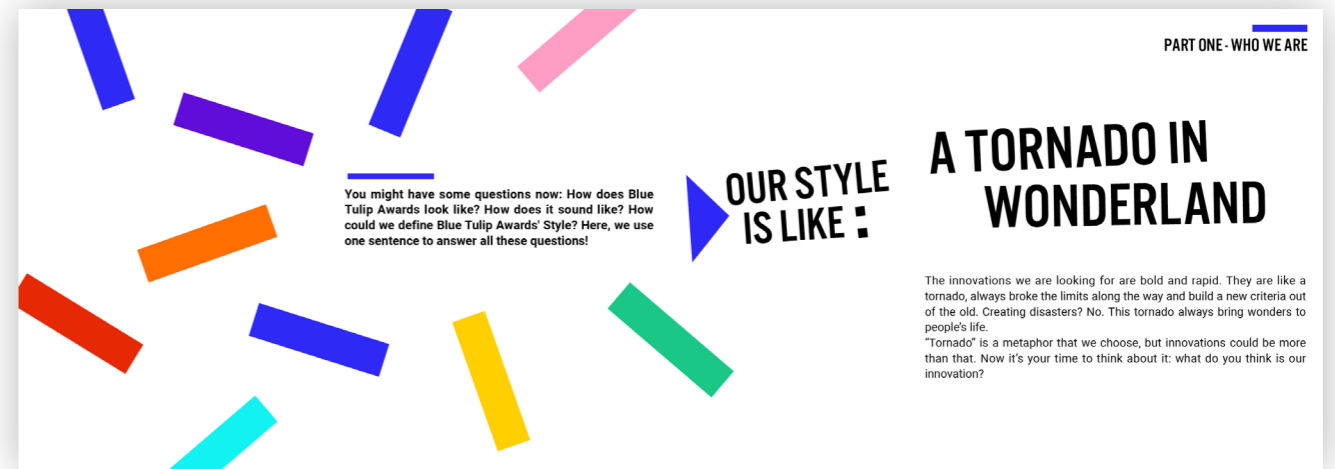 PART ONE - WHO WE ARE
You might have some questions now: How does Blue
Tulip Awards look like? How does it sound like? How
could we define Blue Tulip Awards' Style? Here, we use
one sentence to answer all these questions!
OUR STYLE
IS LIKE :
A TORNADO IN
WONDERLAND
The innovations we are looking for are bold and rapid. They are like a
tornado, always broke the limits along the way and build a new criteria out
of the old. Creating disasters? No. This tornado always bring wonders to
people's life.
"Tornado" is a metaphor that we choose, but innovations could be more
than that. Now it's your time to think about it: what do you think is our
innovation?